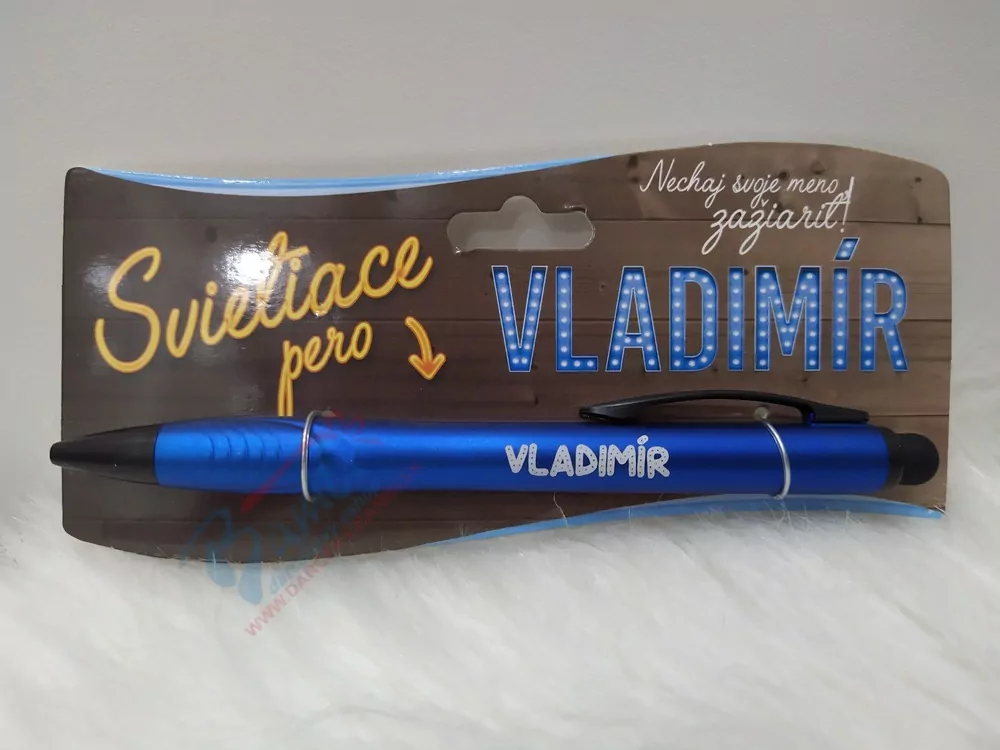 Nechaj svoje meno
zažiariť!
Svietiace
pero
VLADIMÍR
VLADIMÍR